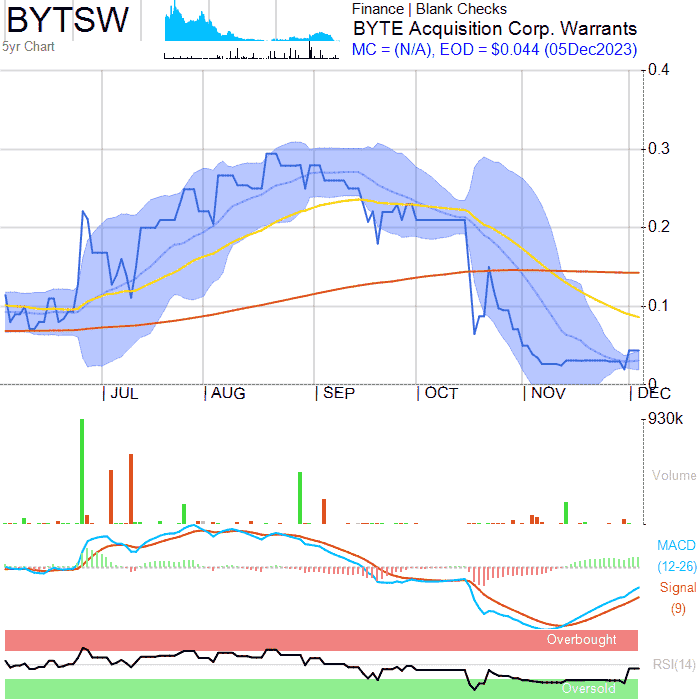 BYTSW
5yr Chart
Finance | Blank Checks
BYTE Acquisition Corp. Warrants
MC = (N/A), EOD = $0.044 (05Dec2023)
0.4
0.3
0.2
0.1
0
| JUL | AUG | SEP | OCT | NOV | DEC
930k
Volume
MACD
(12-26)
Signal
(9)
Overbought
RSI(14)
Oversold